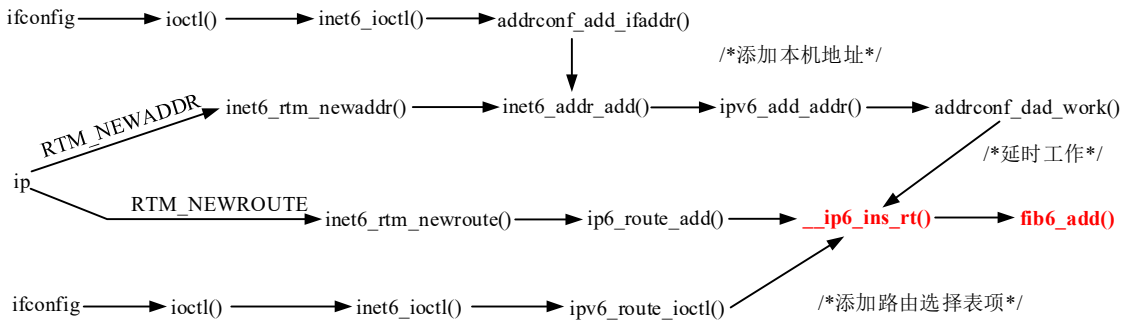 ifconfig ioctl() inet6_ioctl() addrconf_add_ifaddr()
/*添加本机地址*/
RTM_NEWADDR inet6_rtm_newaddr() inet6_addr_add() ipv6_add_addr() addrconf_dad_work()
/*延时工作*/
ip
RTM_NEWROUTE
inet6_rtm_newroute() ip6_route_add() __ip6_ins_rt() fib6_add()
ifconfig ioctl() inet6_ioctl() ipv6_route_ioctl() /*添加路由选择表项*/